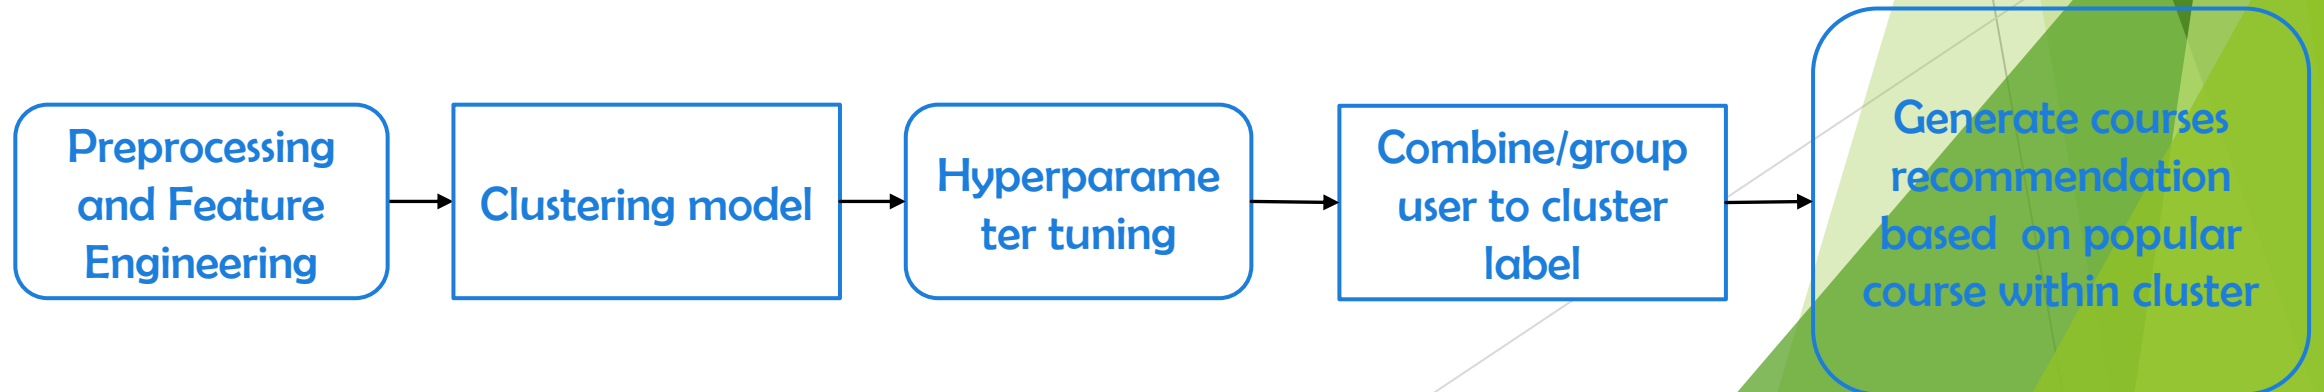 Preprocessing
and Feature
Engineering
Clustering model
Hyperparame
ter tuning
Combine/group
user to cluster
label
Generate courses
recommendation
based  on popular
course within cluster